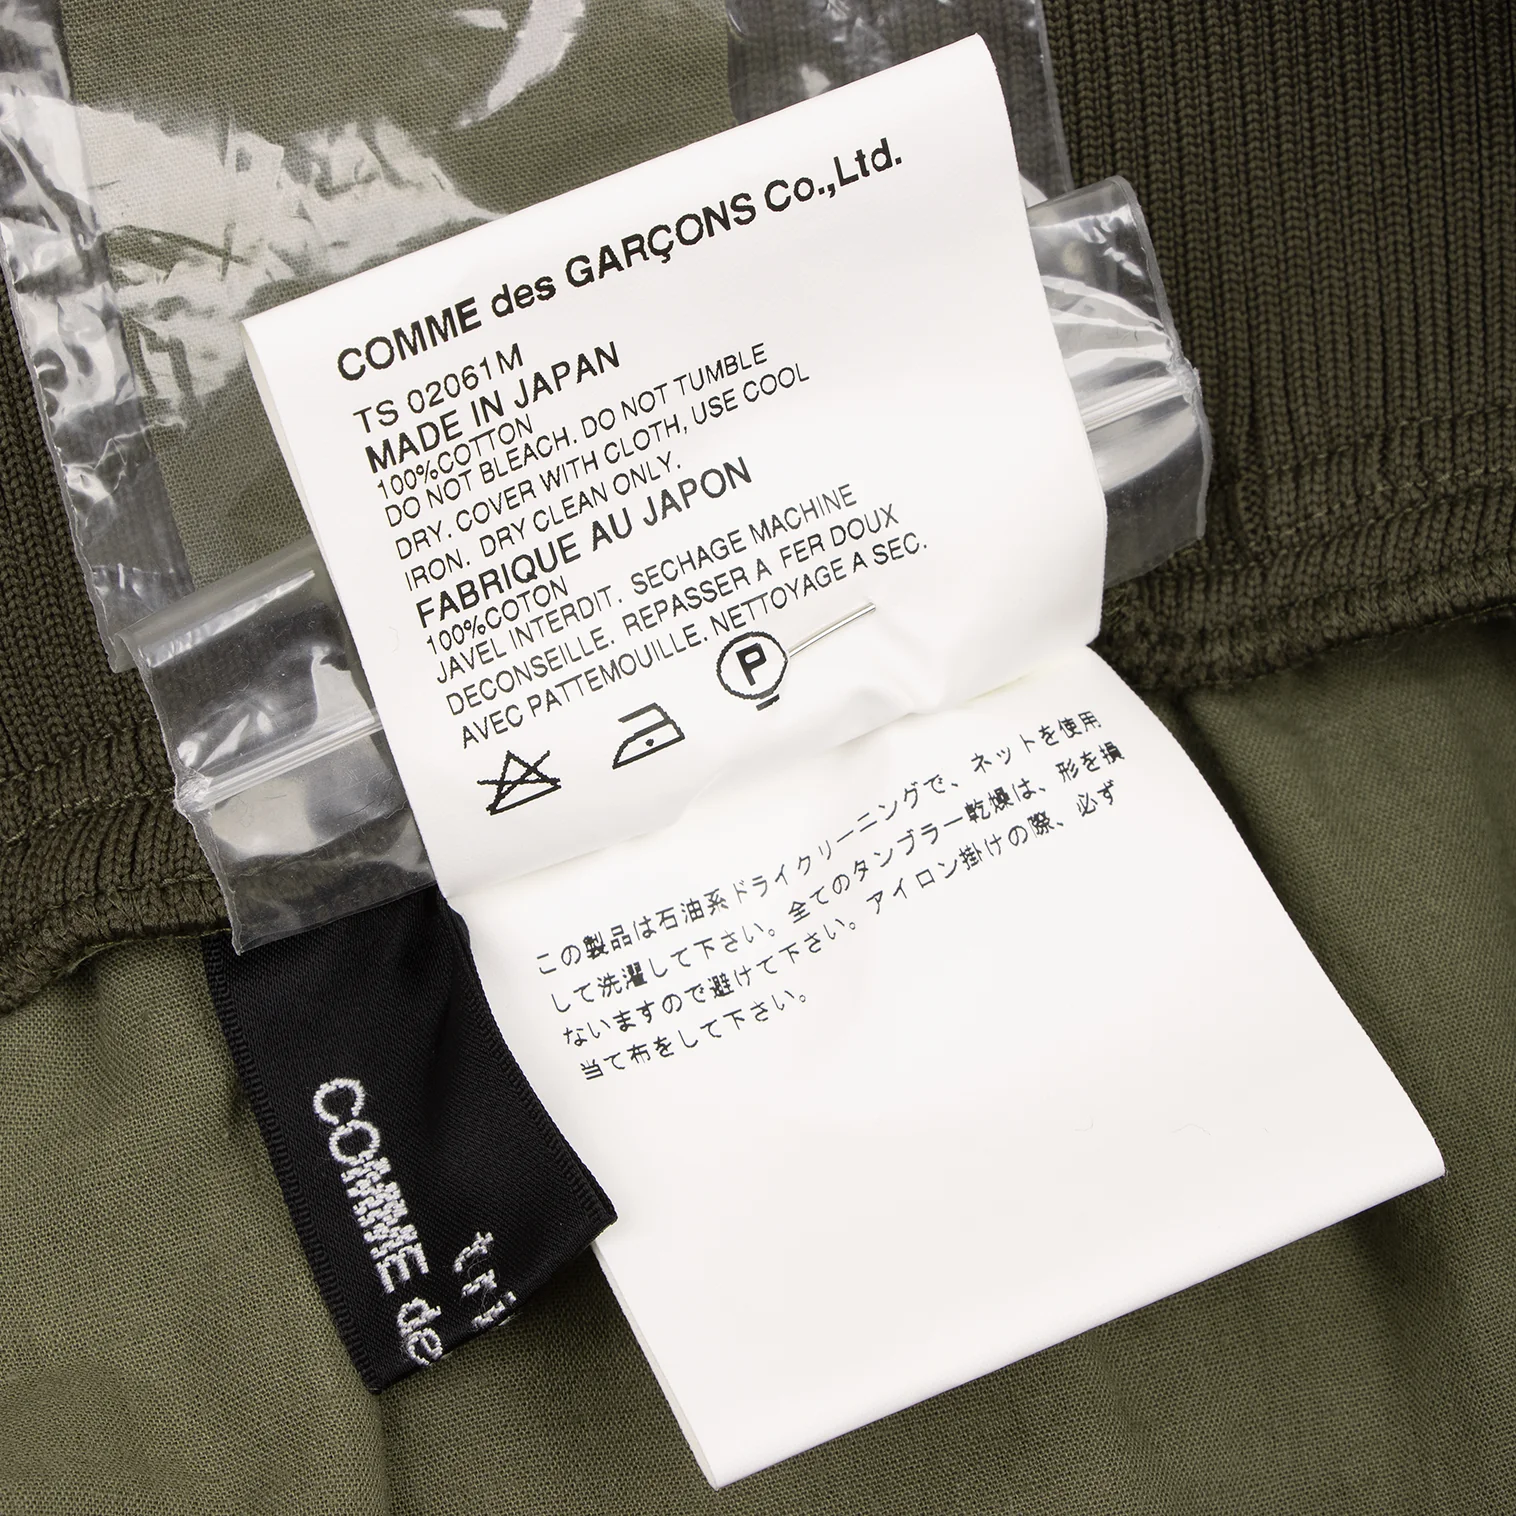 COMME des GARÇONS Co.,Ltd.
TS 02061M
MADE IN JAPAN
100%COTTON
DO NOT BLEACH. DO NOT TUMBLE
DRY. COVER WITH CLOTH, USE COOL
IRON. DRY CLEAN ONLY.
FABRIQUE AU JAPON
100%COTON
JAVEL INTERDIT. SECHAGE MACHINE
DECONSEILLE. REPASSER A FER DOUX
AVEC PATTEMOUILLE. NETTOYAGE A SEC.
P
この製品は石油系ドライクリーニングで、ネットを使用
して洗濯して下さい。全てのタンブラー乾燥は、形を損
ないますので避けて下さい。アイロン掛けの際、必ず
当て布をして下さい。
tri
COMME de